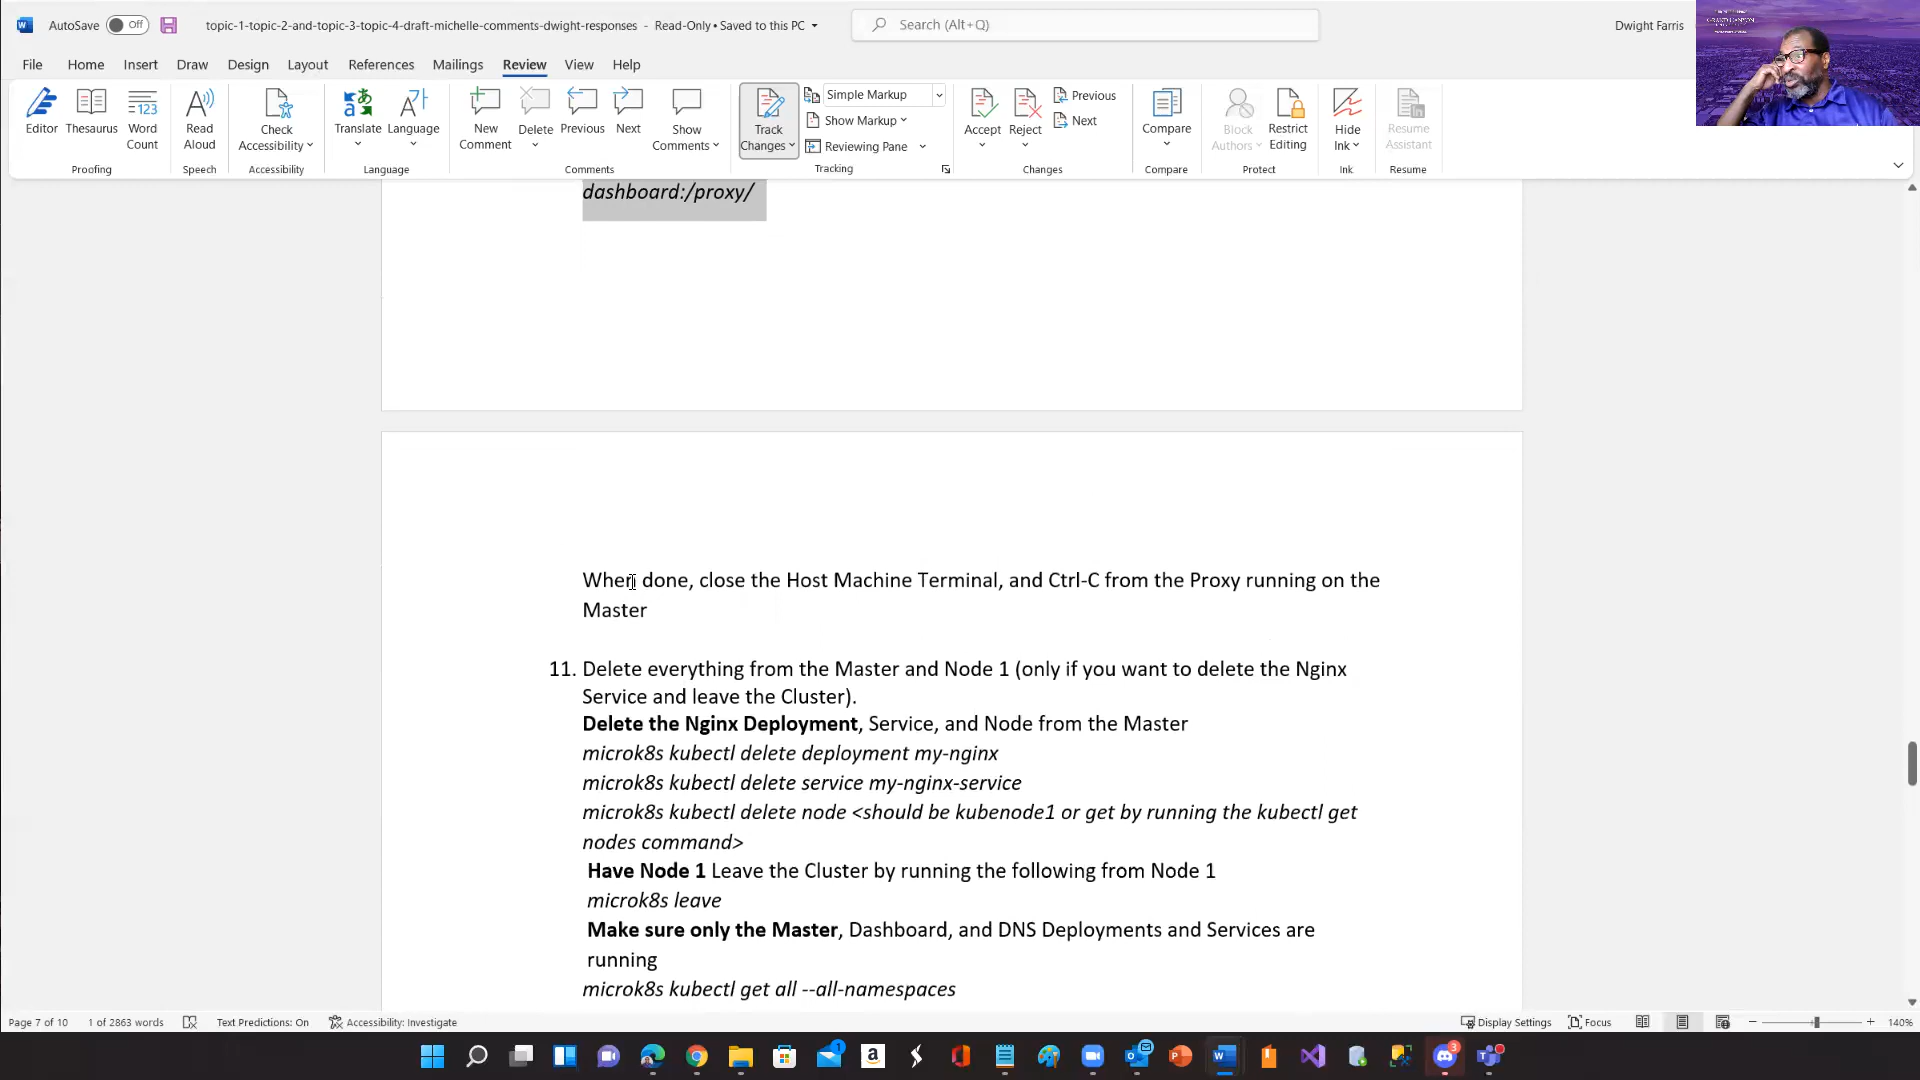 AutoSave Off topic-1-topic-2-and-topic-3-topic-4-draft-michelle-comments-dwight-responses - Read-Only • Saved to this PC Search (Alt+Q) Dwight Farris
File Home Insert Draw Design Layout References Mailings Review View Help
Editor Thesaurus Word Count
Proofing
Read Aloud
Speech
Check Accessibility
Accessibility
Translate Language
Language
New Comment Delete Previous Next Show Comments
Comments
Track Changes Simple Markup
Show Markup
Reviewing Pane
Tracking
Accept Reject Previous
Next
Changes
Compare
Compare
Block Authors Restrict Editing
Protect
Hide Ink
Ink
Resume Assistant
Resume
dashboard:/proxy/
When done, close the Host Machine Terminal, and Ctrl-C from the Proxy running on the
Master
11. Delete everything from the Master and Node 1 (only if you want to delete the Nginx
Service and leave the Cluster).
Delete the Nginx Deployment, Service, and Node from the Master
microk8s kubectl delete deployment my-nginx
microk8s kubectl delete service my-nginx-service
microk8s kubectl delete node <should be kubenode1 or get by running the kubectl get
nodes command>
Have Node 1 Leave the Cluster by running the following from Node 1
microk8s leave
Make sure only the Master, Dashboard, and DNS Deployments and Services are
running
microk8s kubectl get all --all-namespaces
Page 7 of 10 1 of 2863 words Text Predictions: On Accessibility: Investigate Display Settings Focus 140%